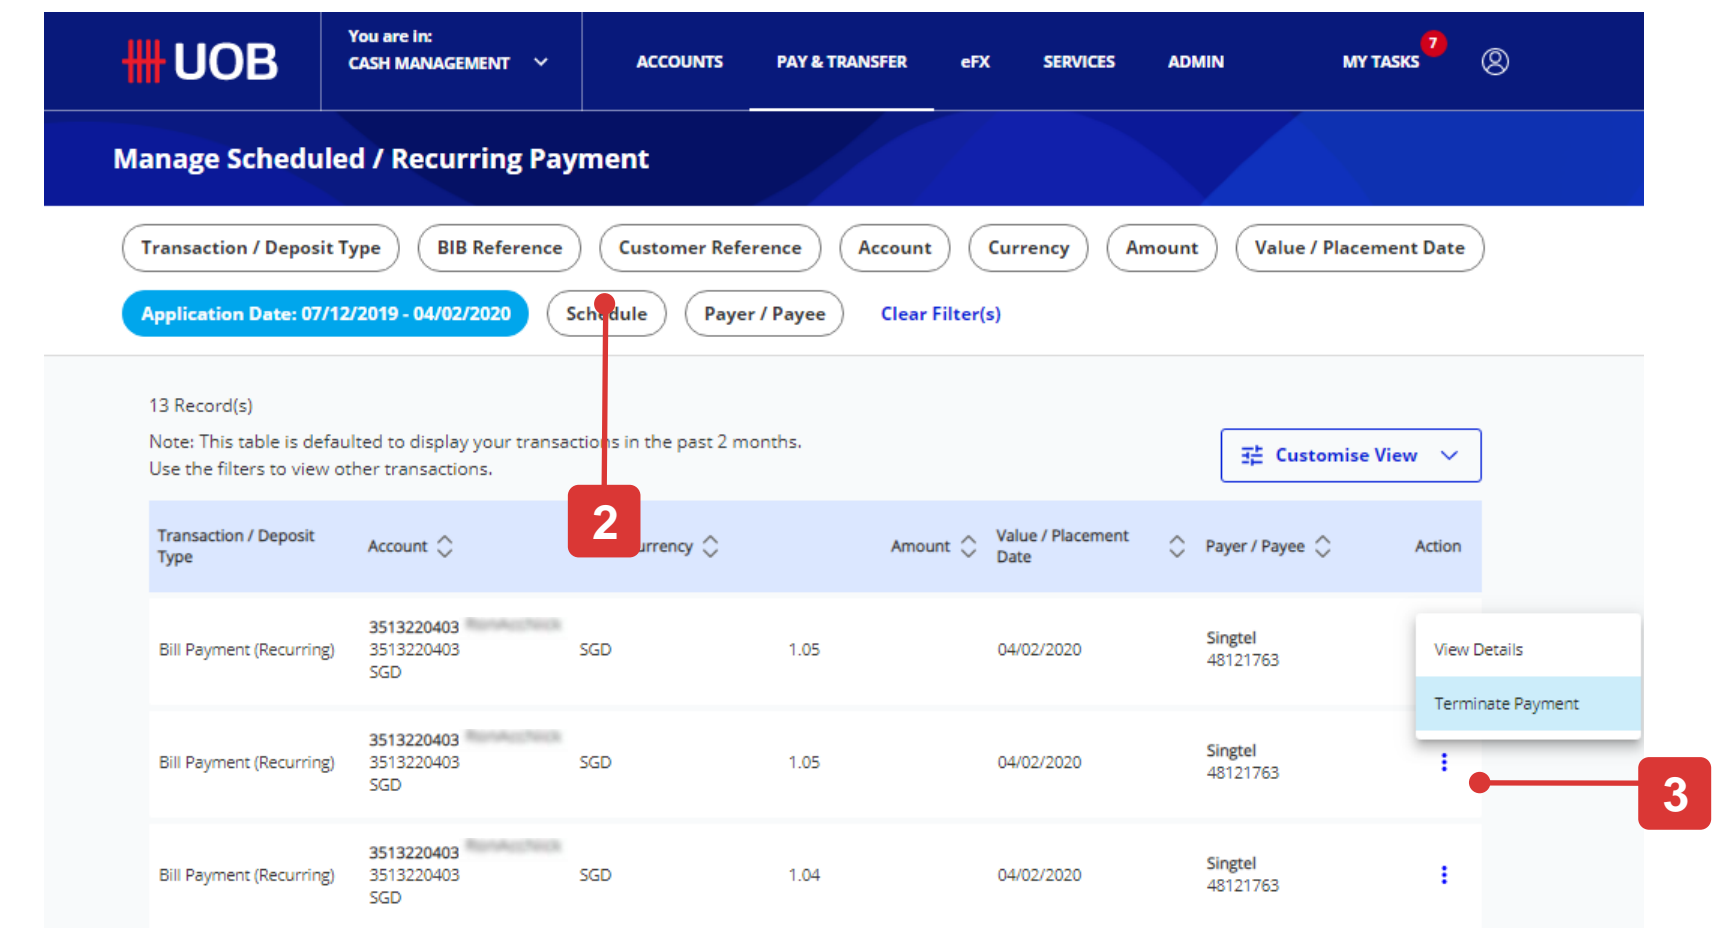 UOB
You are in:
CASH MANAGEMENT
ACCOUNTS
PAY & TRANSFER
eFX
SERVICES
ADMIN
MY TASKS
7
Manage Scheduled / Recurring Payment
Transaction / Deposit Type
BIB Reference
Customer Reference
Account
Currency
Amount
Value / Placement Date
Application Date: 07/12/2019 - 04/02/2020
Schedule
Payer / Payee
Clear Filter(s)
13 Record(s)
Note: This table is defaulted to display your transactions in the past 2 months.
Use the filters to view other transactions.
Customise View
2
Transaction / Deposit
Type
Account
urrency
Amount
Value / Placement
Date
Payer / Payee
Action
Bill Payment (Recurring)
3513220403
3513220403
SGD
SGD
1.05
04/02/2020
Singtel
48121763
View Details
Terminate Payment
Bill Payment (Recurring)
3513220403
3513220403
SGD
SGD
1.05
04/02/2020
Singtel
48121763
3
Bill Payment (Recurring)
3513220403
3513220403
SGD
SGD
1.04
04/02/2020
Singtel
48121763